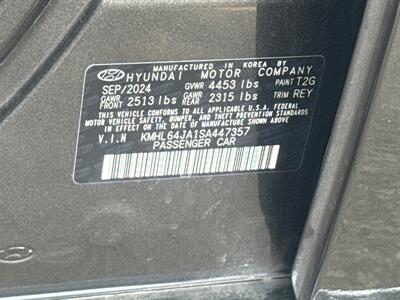 MANUFACTURED IN KOREA BY
HYUNDAI MOTOR COMPANY
SEP/2024 GVWR 4453 lbs PAINT T2G
GAWR FRONT 2513 lbs GAWR REAR 2315 lbs TRIM REY
THIS VEHICLE CONFORMS TO ALL APPLICABLE U.S.A. FEDERAL
MOTOR VEHICLE SAFETY, BUMPER, AND THEFT PREVENTION
STANDARDS IN EFFECT ON THE DATE OF MANUFACTURE SHOWN ABOVE.
V.I.N KMHL64JA1SA447357
PASSENGER CAR